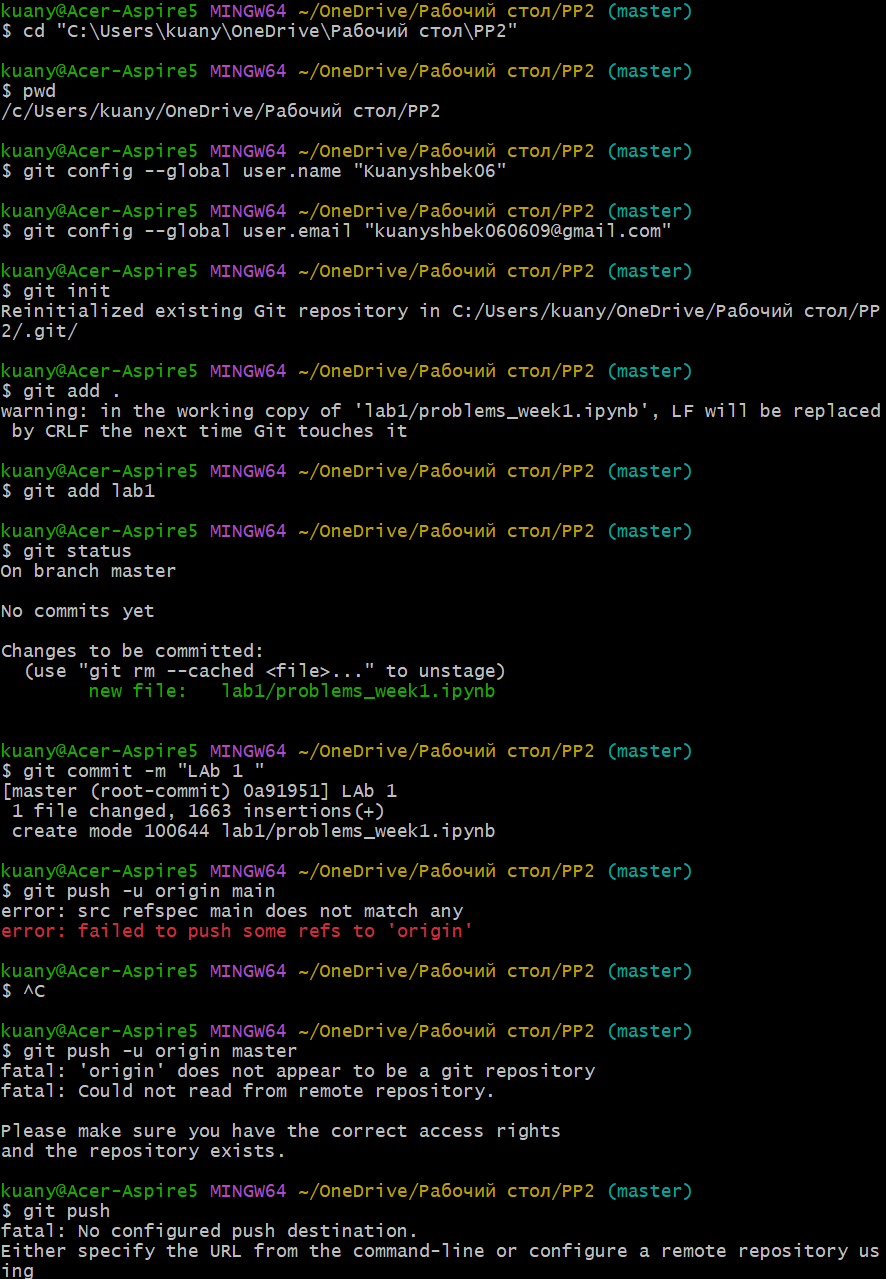 kuany@Acer-Aspire5 MINGW64 ~/OneDrive/Рабочий стол/PP2 (master)
$ cd "C:\Users\kuany\OneDrive\Рабочий стол\PP2"
kuany@Acer-Aspire5 MINGW64 ~/OneDrive/Рабочий стол/PP2 (master)
$ pwd
/c/Users/kuany/OneDrive/Рабочий стол/PP2
kuany@Acer-Aspire5 MINGW64 ~/OneDrive/Рабочий стол/PP2 (master)
$ git config --global user.name "Kuanyshbek06"
kuany@Acer-Aspire5 MINGW64 ~/OneDrive/Рабочий стол/PP2 (master)
$ git config --global user.email "kuanyshbek060609@gmail.com"
kuany@Acer-Aspire5 MINGW64 ~/OneDrive/Рабочий стол/PP2 (master)
$ git init
Reinitialized existing Git repository in C:/Users/kuany/OneDrive/Рабочий стол/PP
2/.git/
kuany@Acer-Aspire5 MINGW64 ~/OneDrive/Рабочий стол/PP2 (master)
$ git add .
warning: in the working copy of 'lab1/problems_week1.ipynb', LF will be replaced
 by CRLF the next time Git touches it
kuany@Acer-Aspire5 MINGW64 ~/OneDrive/Рабочий стол/PP2 (master)
$ git add lab1
kuany@Acer-Aspire5 MINGW64 ~/OneDrive/Рабочий стол/PP2 (master)
$ git status
On branch master
No commits yet
Changes to be committed:
  (use "git rm --cached <file>..." to unstage)
        new file:   lab1/problems_week1.ipynb
kuany@Acer-Aspire5 MINGW64 ~/OneDrive/Рабочий стол/PP2 (master)
$ git commit -m "LAb 1 "
[master (root-commit) 0a91951] LAb 1
 1 file changed, 1663 insertions(+)
 create mode 100644 lab1/problems_week1.ipynb
kuany@Acer-Aspire5 MINGW64 ~/OneDrive/Рабочий стол/PP2 (master)
$ git push -u origin main
error: src refspec main does not match any
error: failed to push some refs to 'origin'
kuany@Acer-Aspire5 MINGW64 ~/OneDrive/Рабочий стол/PP2 (master)
$ ^C
kuany@Acer-Aspire5 MINGW64 ~/OneDrive/Рабочий стол/PP2 (master)
$ git push -u origin master
fatal: 'origin' does not appear to be a git repository
fatal: Could not read from remote repository.
Please make sure you have the correct access rights
and the repository exists.
kuany@Acer-Aspire5 MINGW64 ~/OneDrive/Рабочий стол/PP2 (master)
$ git push
fatal: No configured push destination.
Either specify the URL from the command-line or configure a remote repository us
ing